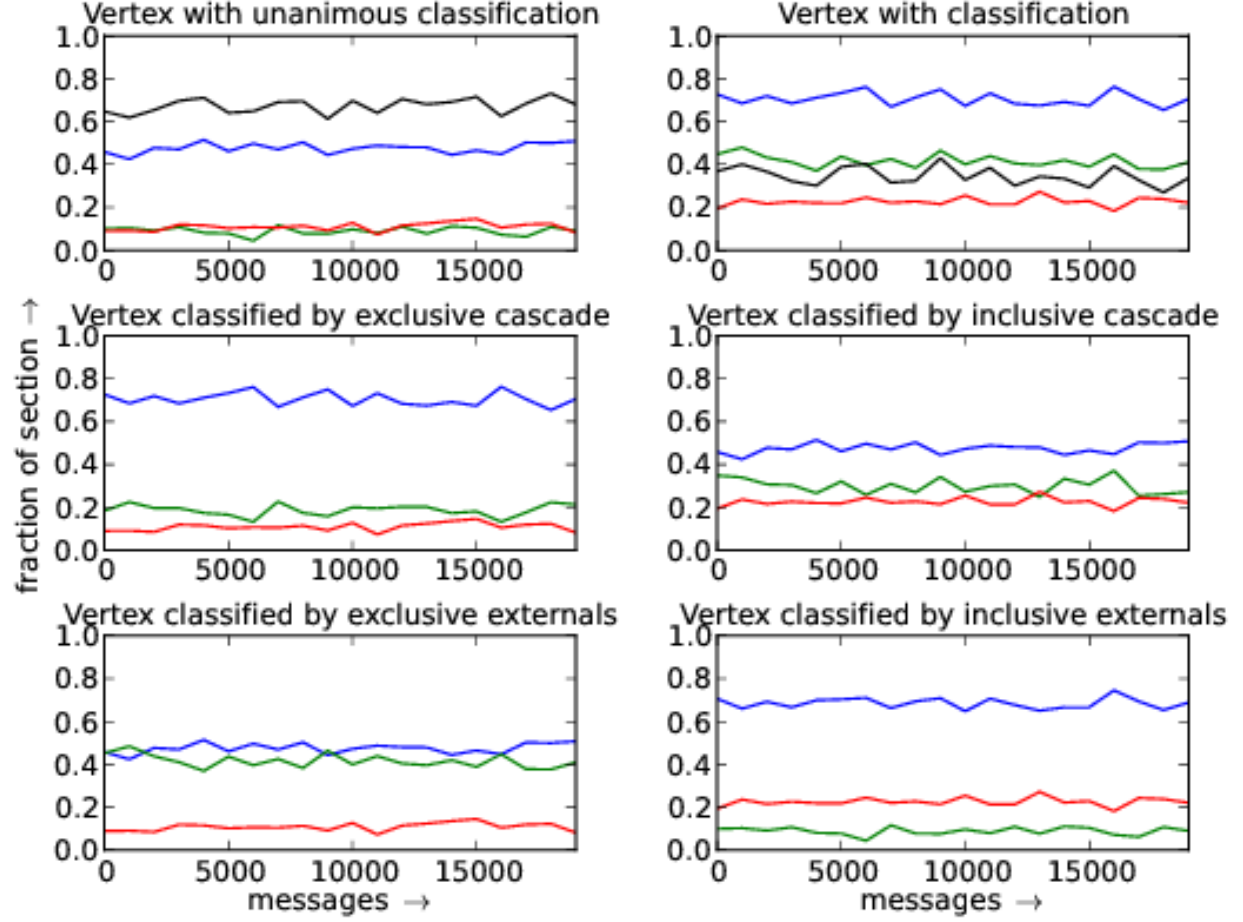 Vertex with unanimous classification
1.0
0.8
0.6
0.4
0.2
0.0
0 5000 10000 15000
Vertex with classification
1.0
0.8
0.6
0.4
0.2
0.0
0 5000 10000 15000
fraction of section →
Vertex classified by exclusive cascade
1.0
0.8
0.6
0.4
0.2
0.0
0 5000 10000 15000
Vertex classified by inclusive cascade
1.0
0.8
0.6
0.4
0.2
0.0
0 5000 10000 15000
Vertex classified by exclusive externals
1.0
0.8
0.6
0.4
0.2
0.0
0 5000 10000 15000
messages →
Vertex classified by inclusive externals
1.0
0.8
0.6
0.4
0.2
0.0
0 5000 10000 15000
messages →